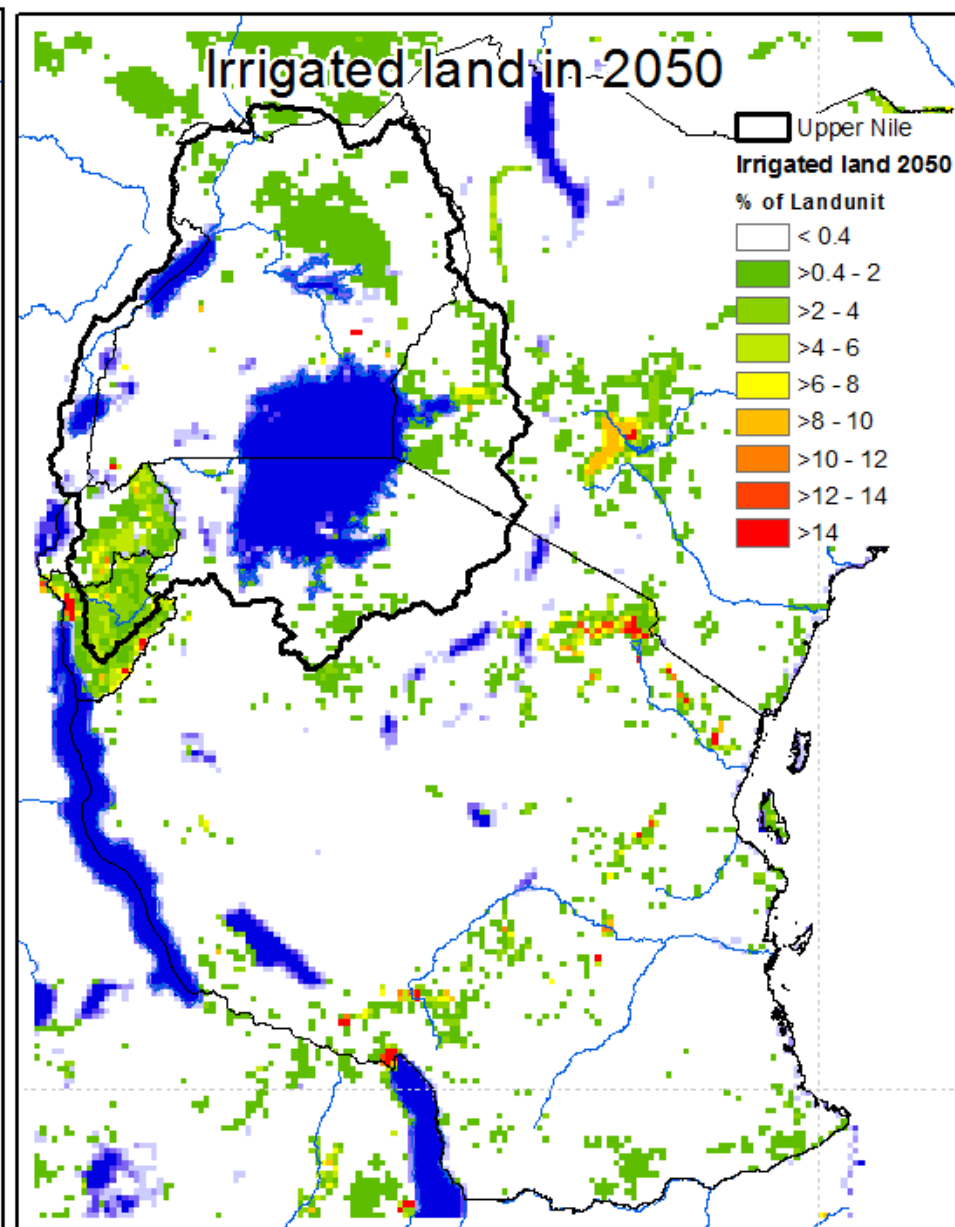 Irrigated land in 2050
Upper Nile
Irrigated land 2050
% of Landunit
< 0.4
>0.4 - 2
>2 - 4
>4 - 6
>6 - 8
>8 - 10
>10 - 12
>12 - 14
>14